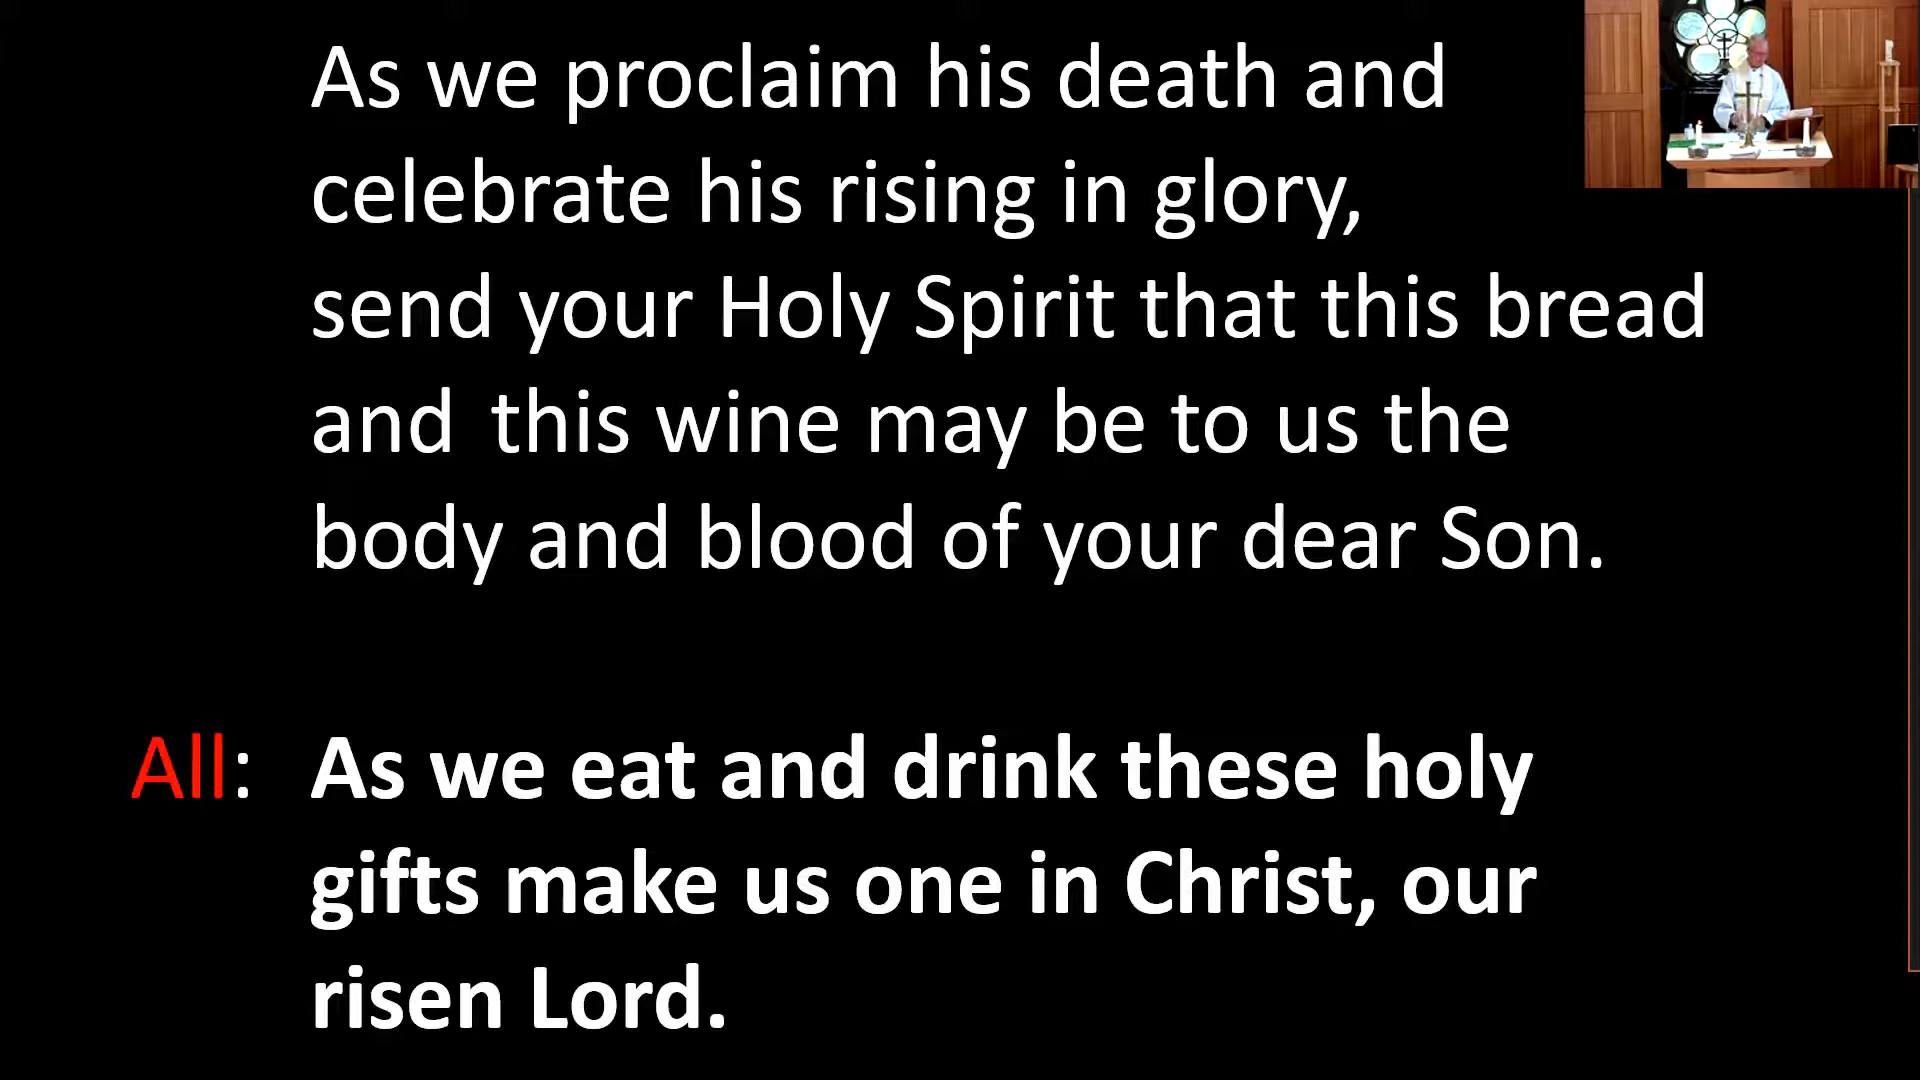 As we proclaim his death and
celebrate his rising in glory,
send your Holy Spirit that this bread
and this wine may be to us the
body and blood of your dear Son.
All: As we eat and drink these holy
gifts make us one in Christ, our
risen Lord.